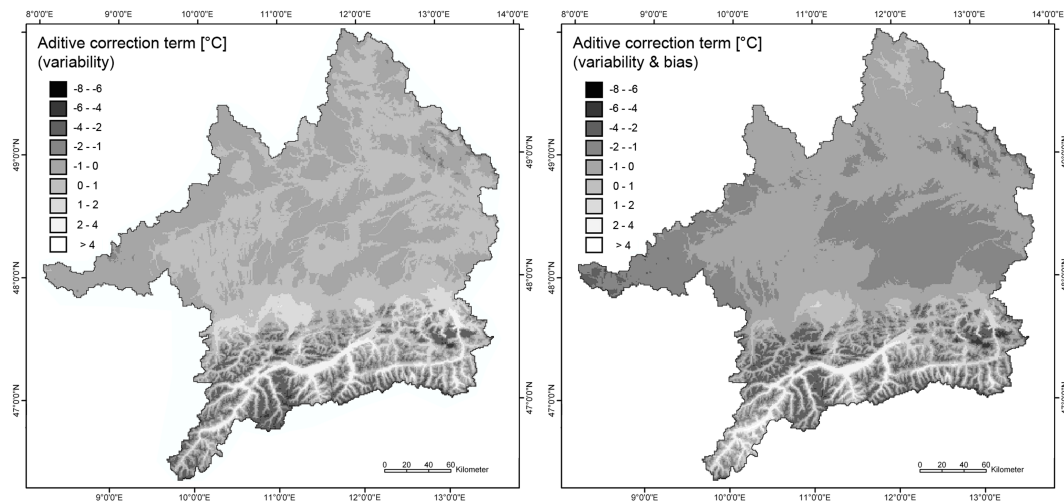 8°0'0"E 9°0'0"E 10°0'0"E 11°0'0"E 12°0'0"E 13°0'0"E 14°0'0"E
Aditive correction term [°C]
(variability)
-8 - -6
-6 - -4
-4 - -2
-2 - -1
-1 - 0
0 - 1
1 - 2
2 - 4
> 4
49°0'0"N
48°0'0"N
47°0'0"N
49°0'0"N
48°0'0"N
47°0'0"N
0 20 40 60
Kilometer
9°0'0"E 10°0'0"E 11°0'0"E 12°0'0"E 13°0'0"E
8°0'0"E 9°0'0"E 10°0'0"E 11°0'0"E 12°0'0"E 13°0'0"E 14°0'0"E
Aditive correction term [°C]
(variability & bias)
-8 - -6
-6 - -4
-4 - -2
-2 - -1
-1 - 0
0 - 1
1 - 2
2 - 4
> 4
0 20 40 60
Kilometer
9°0'0"E 10°0'0"E 11°0'0"E 12°0'0"E 13°0'0"E